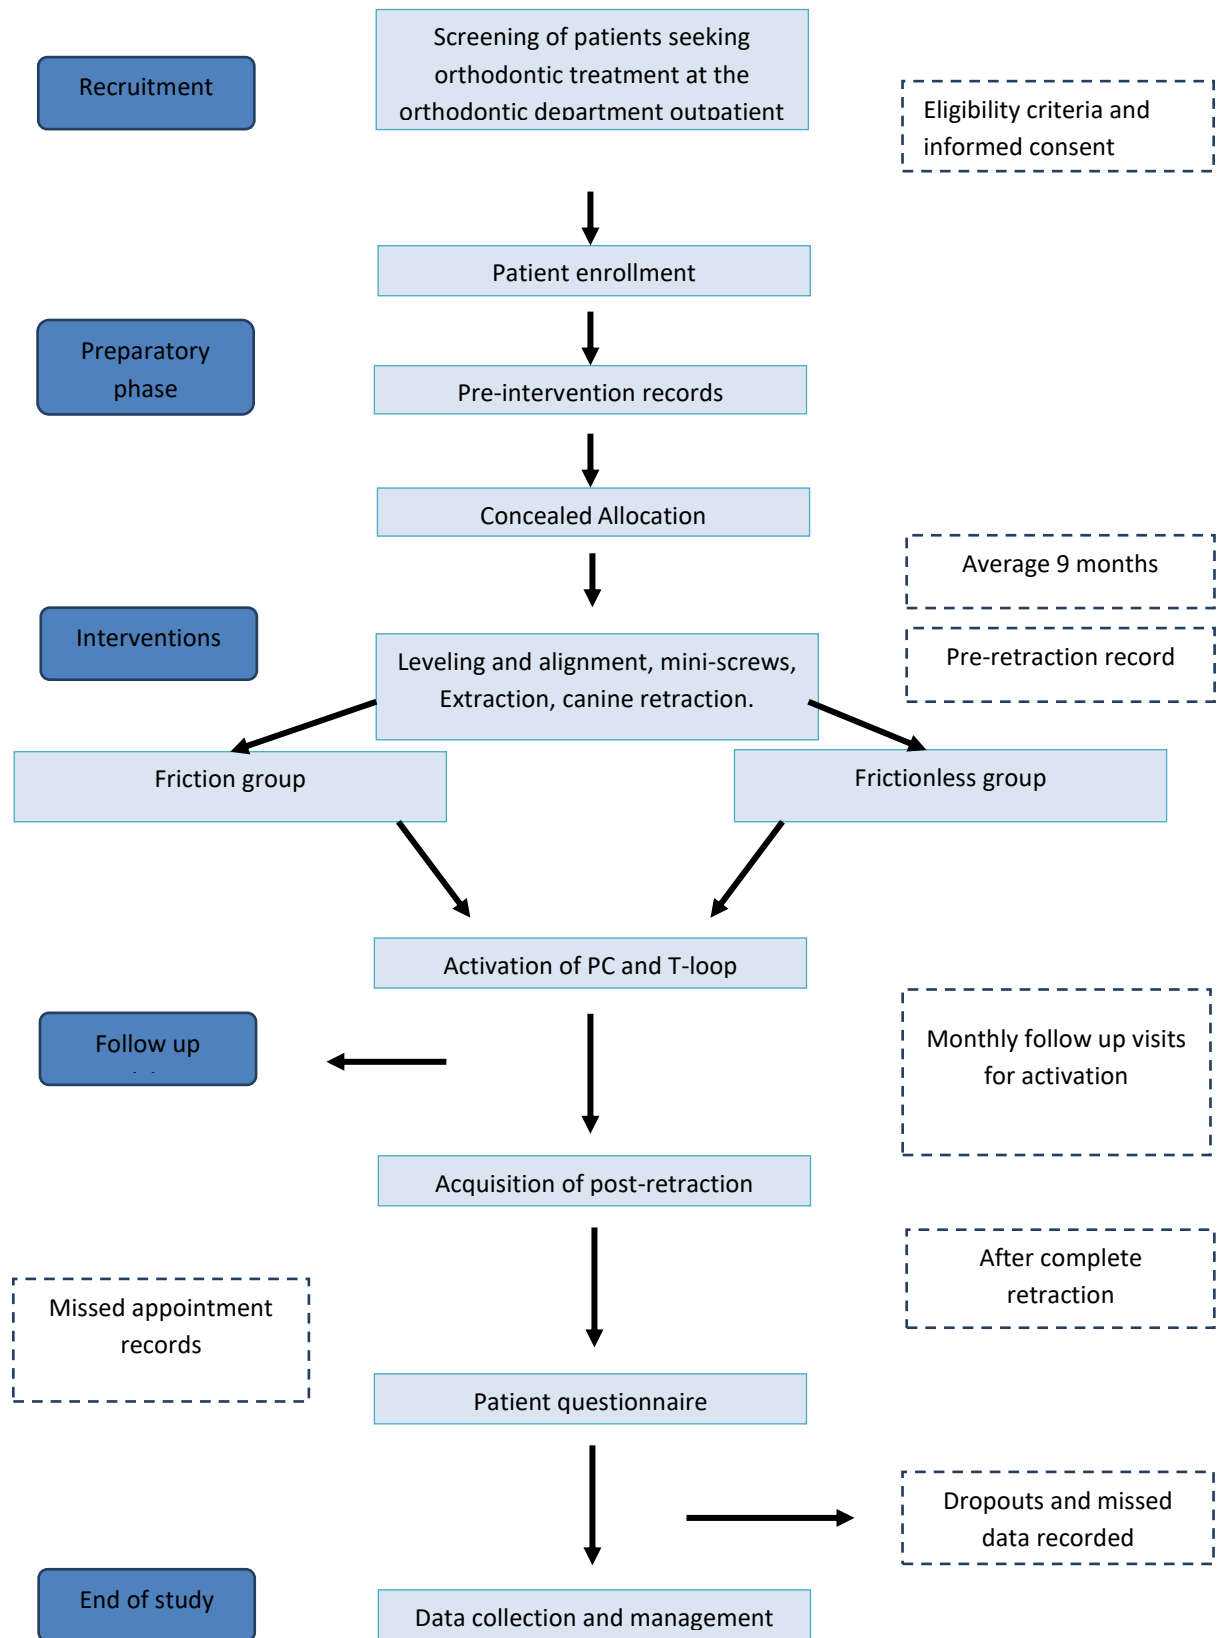 Recruitment
Screening of patients seeking
orthodontic treatment at the
orthodontic department outpatient
Eligibility criteria and
informed consent
Patient enrollment
Preparatory
phase
Pre-intervention records
Concealed Allocation
Average 9 months
Interventions
Leveling and alignment, mini-screws,
Extraction, canine retraction.
Pre-retraction record
Friction group
Frictionless group
Activation of PC and T-loop
Follow up
Monthly follow up visits
for activation
Acquisition of post-retraction
After complete
retraction
Missed appointment
records
Patient questionnaire
Dropouts and missed
data recorded
End of study
Data collection and management